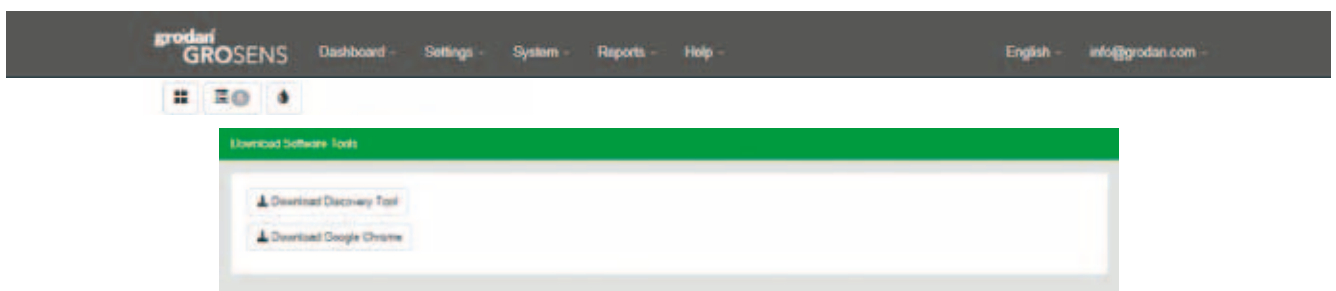 grodan
GROSENS Dashboard Settings System Reports Help English info@grodan.com
Download Software Tools
Download Discovery Tool
Download Google Chrome